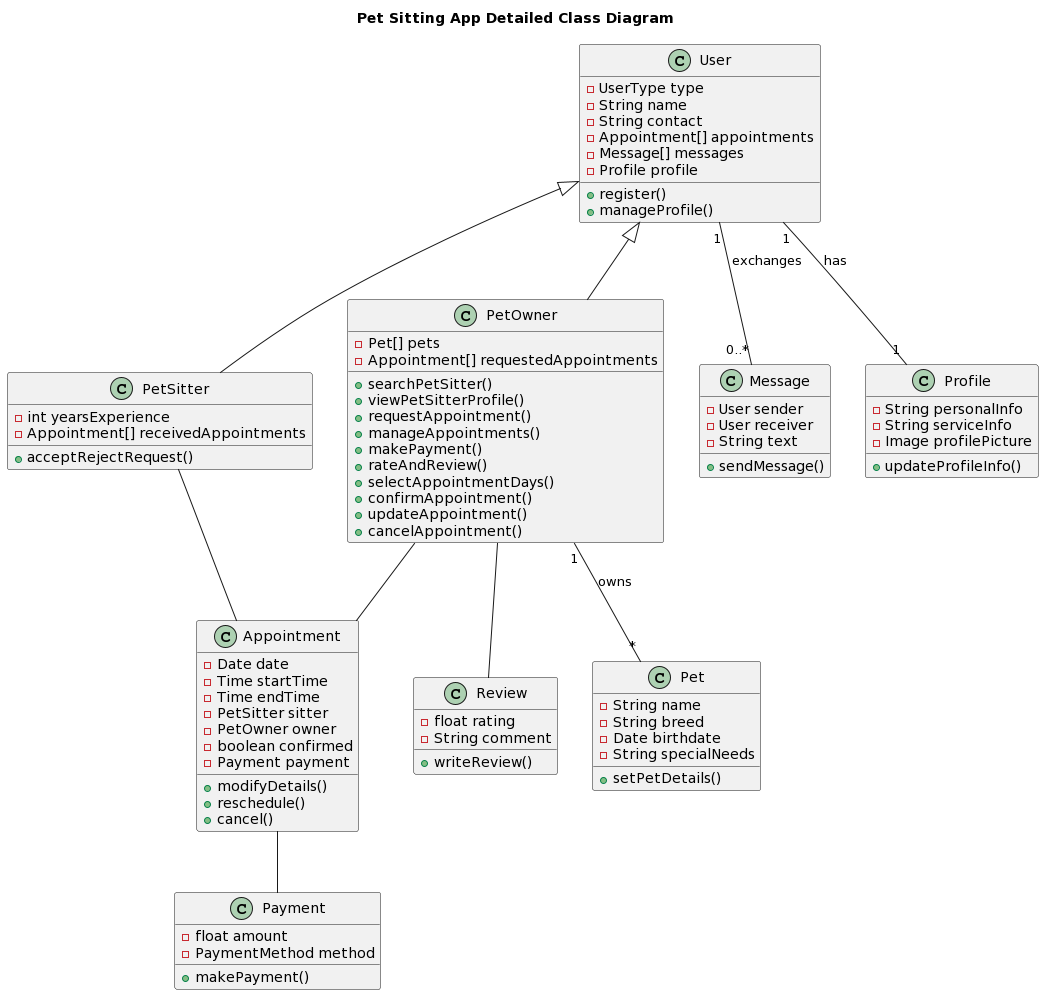 Pet Sitting App Detailed Class Diagram
C User
UserType type
String name
String contact
Appointment[] appointments
Message[] messages
Profile profile
register()
manageProfile()
1
1
exchanges
has
0..*
1
C PetOwner
Pet[] pets
Appointment[] requestedAppointments
searchPetSitter()
viewPetSitterProfile()
requestAppointment()
manageAppointments()
makePayment()
rateAndReview()
selectAppointmentDays()
confirmAppointment()
updateAppointment()
cancelAppointment()
C PetSitter
int yearsExperience
Appointment[] receivedAppointments
acceptRejectRequest()
C Message
User sender
User receiver
String text
sendMessage()
C Profile
String personalInfo
String serviceInfo
Image profilePicture
updateProfileInfo()
1
owns
*
C Appointment
Date date
Time startTime
Time endTime
PetSitter sitter
PetOwner owner
boolean confirmed
Payment payment
modifyDetails()
reschedule()
cancel()
C Review
float rating
String comment
writeReview()
C Pet
String name
String breed
Date birthdate
String specialNeeds
setPetDetails()
C Payment
float amount
PaymentMethod method
makePayment()